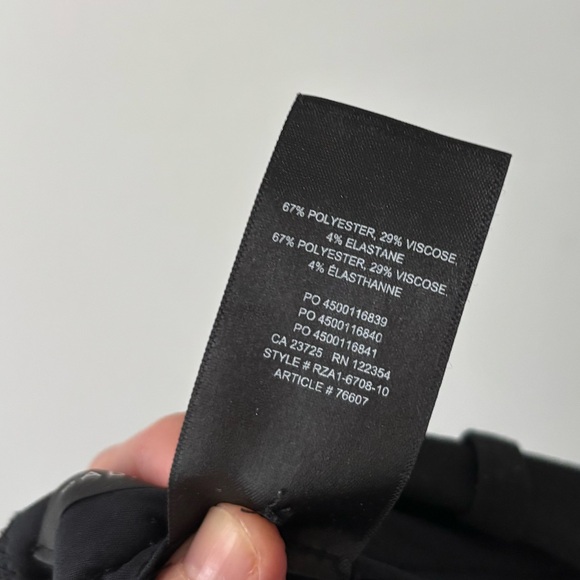 67% POLYESTER, 29% VISCOSE,
4% ELASTANE
67% POLYESTER, 29% VISCOSE,
4% ÉLASTHANNE
PO 4500116839
PO 4500116840
PO 4500116841
CA 23725 RN 122354
STYLE # RZA1-6708-10
ARTICLE # 76607